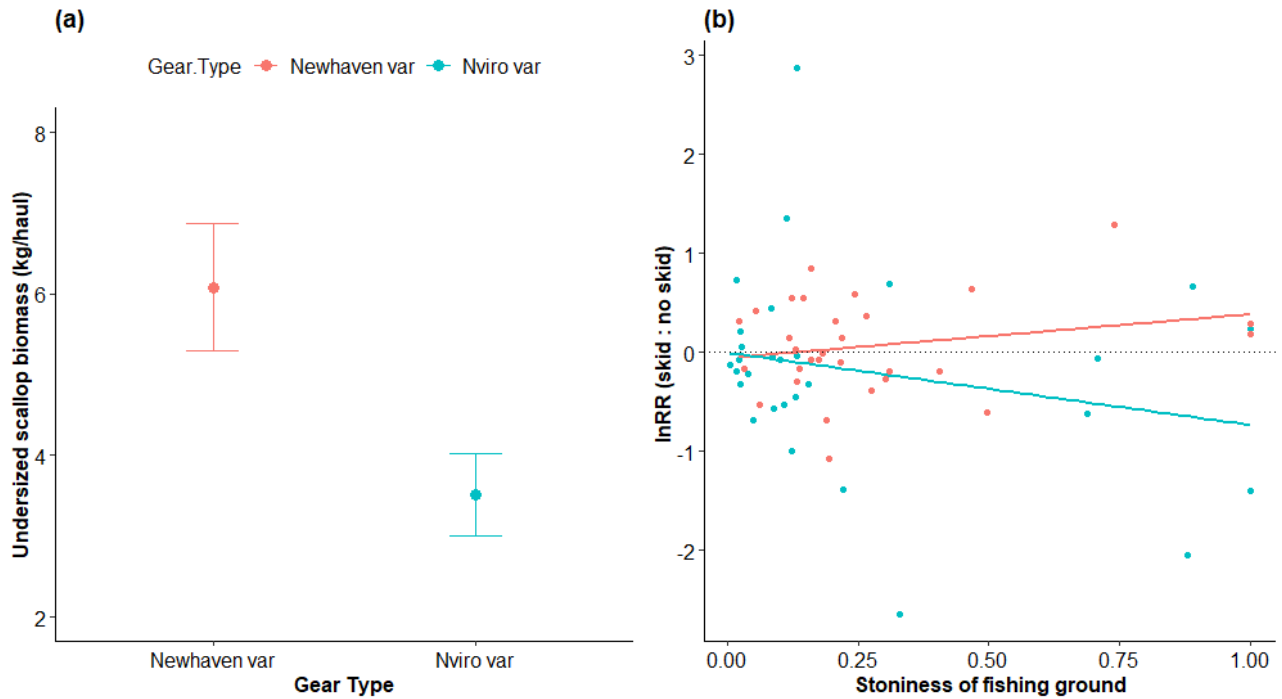 (a)
Gear.Type Newhaven var Nviro var
Undersized scallop biomass (kg/haul)
8
6
4
2
Newhaven var Nviro var
Gear Type
(b)
lnRR (skid : no skid)
3
2
1
0
-1
-2
0.00 0.25 0.50 0.75 1.00
Stoniness of fishing ground